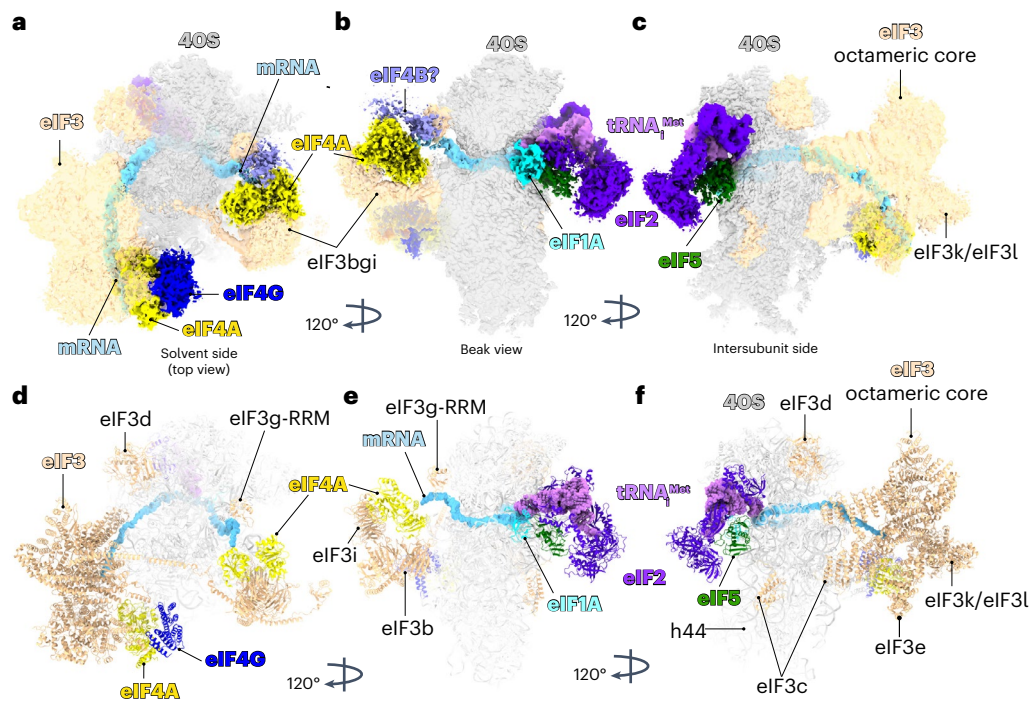 a
40S
mRNA
eIF3
eIF4A
eIF3bgi
eIF4G
eIF4A
mRNA
Solvent side
(top view)
120°
b
40S
eIF4B?
tRNAiMet
eIF2
eIF1A
Beak view
120°
c
40S
eIF3
octameric core
eIF5
eIF3k/eIF3l
Intersubunit side
d
eIF3d
eIF3g-RRM
eIF3
eIF4A
eIF4G
eIF4A
120°
e
eIF3g-RRM
mRNA
eIF3i
eIF3b
tRNAiMet
eIF2
eIF1A
120°
f
40S
eIF3d
eIF3
octameric core
eIF5
h44
eIF3k/eIF3l
eIF3e
eIF3c